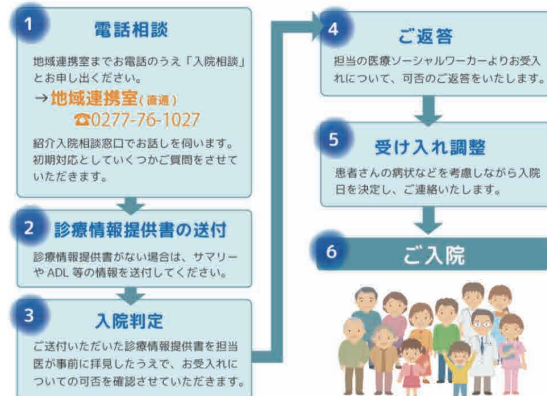 1
電話相談
地域連携室までお電話のうえ「入院相談」
とお申し出ください。
→地域連携室(直通)
☎0277-76-1027
紹介入院相談窓口でお話しを伺います。
初期対応としていくつかご質問をさせて
いただきます。
2
診療情報提供書の送付
診療情報提供書がない場合は、サマリー
や ADL 等の情報を送付してください。
3
入院判定
ご送付いただいた診療情報提供書を担当
医が事前に拝見したうえで、お受入れに
ついての可否を確認させていただきます。
4
ご返答
担当の医療ソーシャルワーカーよりお受入
れについて、可否のご返答をいたします。
5
受け入れ調整
患者さんの病状などを考慮しながら入院
日を決定し、ご連絡いたします。
6
ご入院